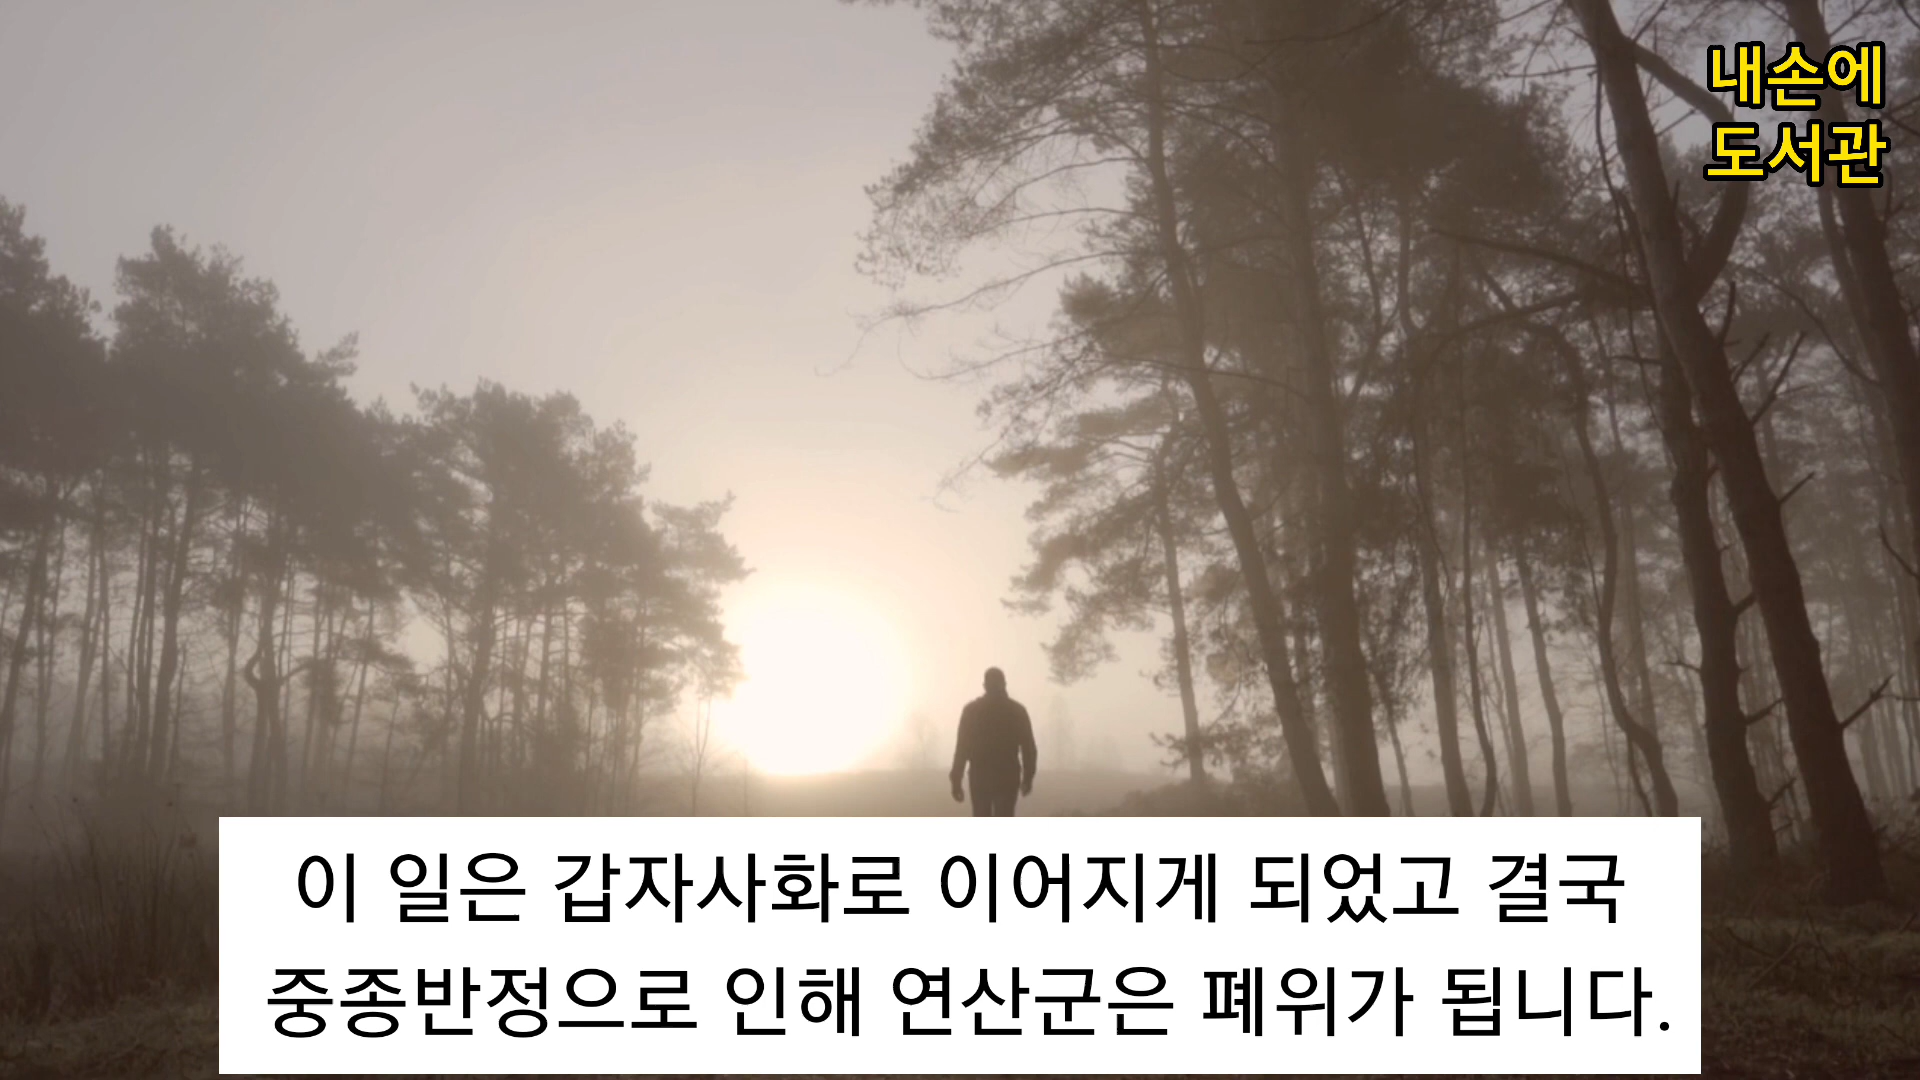 내손에
도서관
이 일은 갑자사화로 이어지게 되었고 결국
중종반정으로 인해 연산군은 폐위가 됩니다.